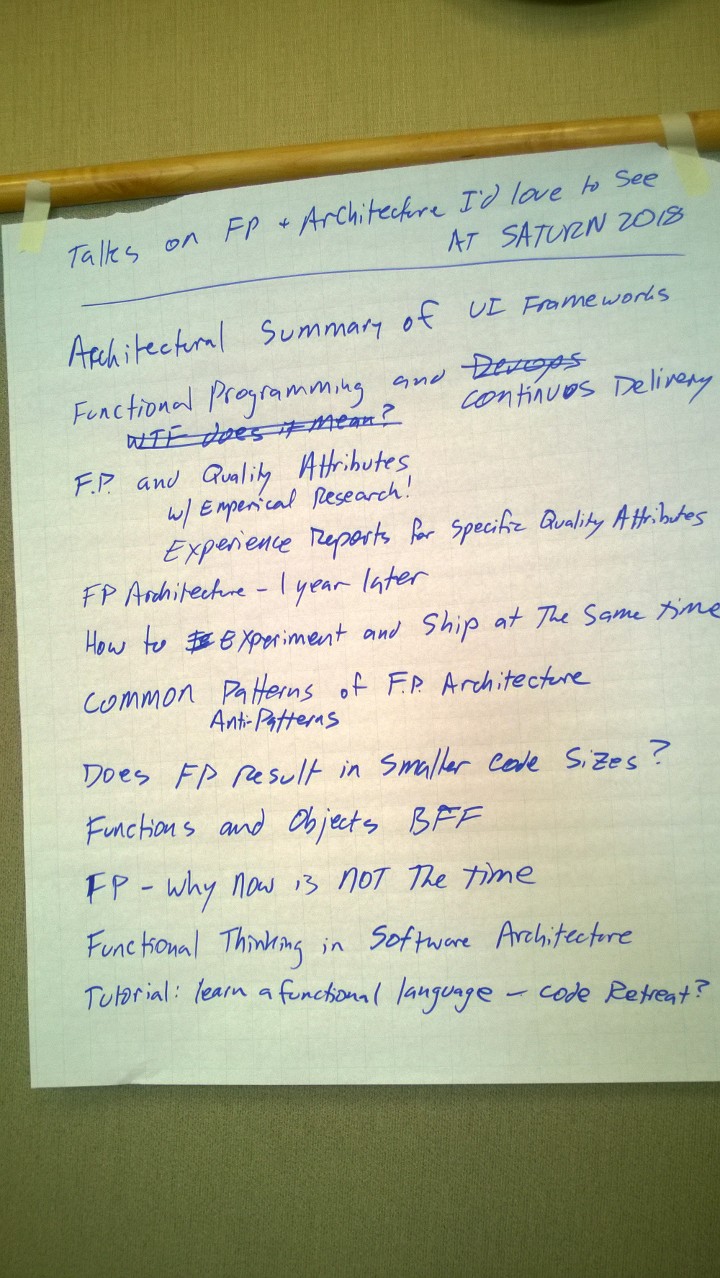 Talks on FP + Architecture I'd love to See
AT SATURN 2018
Architectural Summary of UI Frameworks
Functional Programming and Devops
continuos Delivery
WTF does it mean?
F.P. and Quality Attributes
w/ Emperical Research!
Experience Reports for Specific Quality Attributes
FP Architecture - 1 year later
How to Experiment and Ship at The Same time
Common Patterns of F.P. Architecture
Anti-Patterns
Does FP result in smaller code sizes?
Functions and Objects BFF
FP - Why Now is NOT The time
Functional Thinking in Software Architecture
Tutorial: learn a functional language - code Retreat?